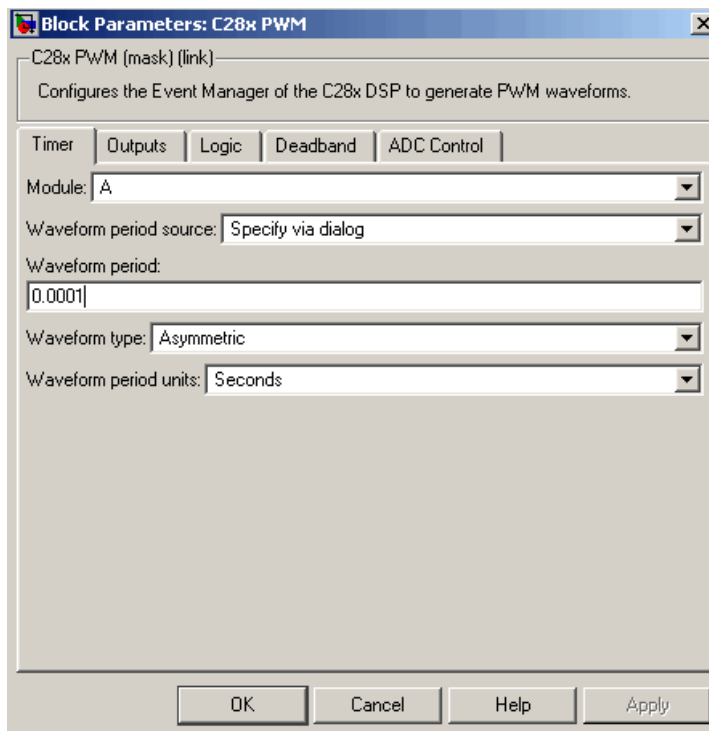 Block Parameters: C28x PWM
C28x PWM (mask) (link)
Configures the Event Manager of the C28x DSP to generate PWM waveforms.
Timer Outputs Logic Deadband ADC Control
Module: A
Waveform period source: Specify via dialog
Waveform period:
0.0001
Waveform type: Asymmetric
Waveform period units: Seconds
OK Cancel Help Apply